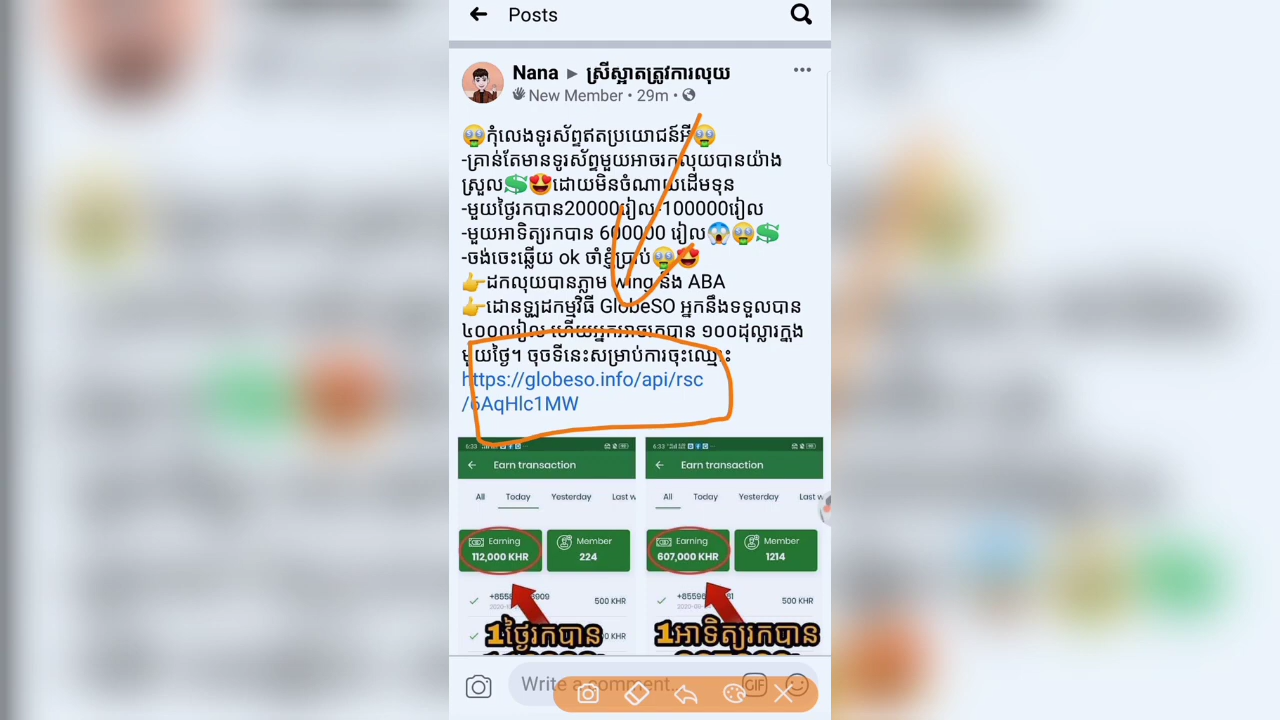 Posts
Nana ▸ ស្រីស្អាតត្រូវការលុយ
New Member • 29m •
🤑កុំលេងទូរស័ព្ទឥតប្រយោជន៍អី🤑
-គ្រាន់តែមានទូរស័ព្ទមួយអាចរកលុយបានយ៉ាង
ស្រួល💲😍ដោយមិនចំណាយដើមទុន
-មួយថ្ងៃរកបាន20000រៀល-100000រៀល
-មួយអាទិត្យរកបាន 600000 រៀល😱🤑💲
-ចង់ចេះឆ្លើយ ok ចាំខ្ញុំប្រាប់🤑🤩
👉ដកលុយបានភ្លាម wing នឹង ABA
👉ដោនឡូដកម្មវិធី GlobeSO អ្នកនឹងទទួលបាន
៤០០០រៀល ហើយអ្នកអាចរកបាន ១០០ដុល្លារក្នុង
មួយថ្ងៃ។ ចុចទីនេះសម្រាប់ការចុះឈ្មោះ
https://globeso.info/api/rsc
/6AqHlc1MW
6:33 6:33
Earn transaction Earn transaction
All Today Yesterday Last w All Today Yesterday Last w
Earning Member Earning Member
112,000 KHR 224 607,000 KHR 1214
500 KHR 500 KHR
1ថ្ងៃរកបាន 1អាទិត្យរកបាន
Write a comment... GIF